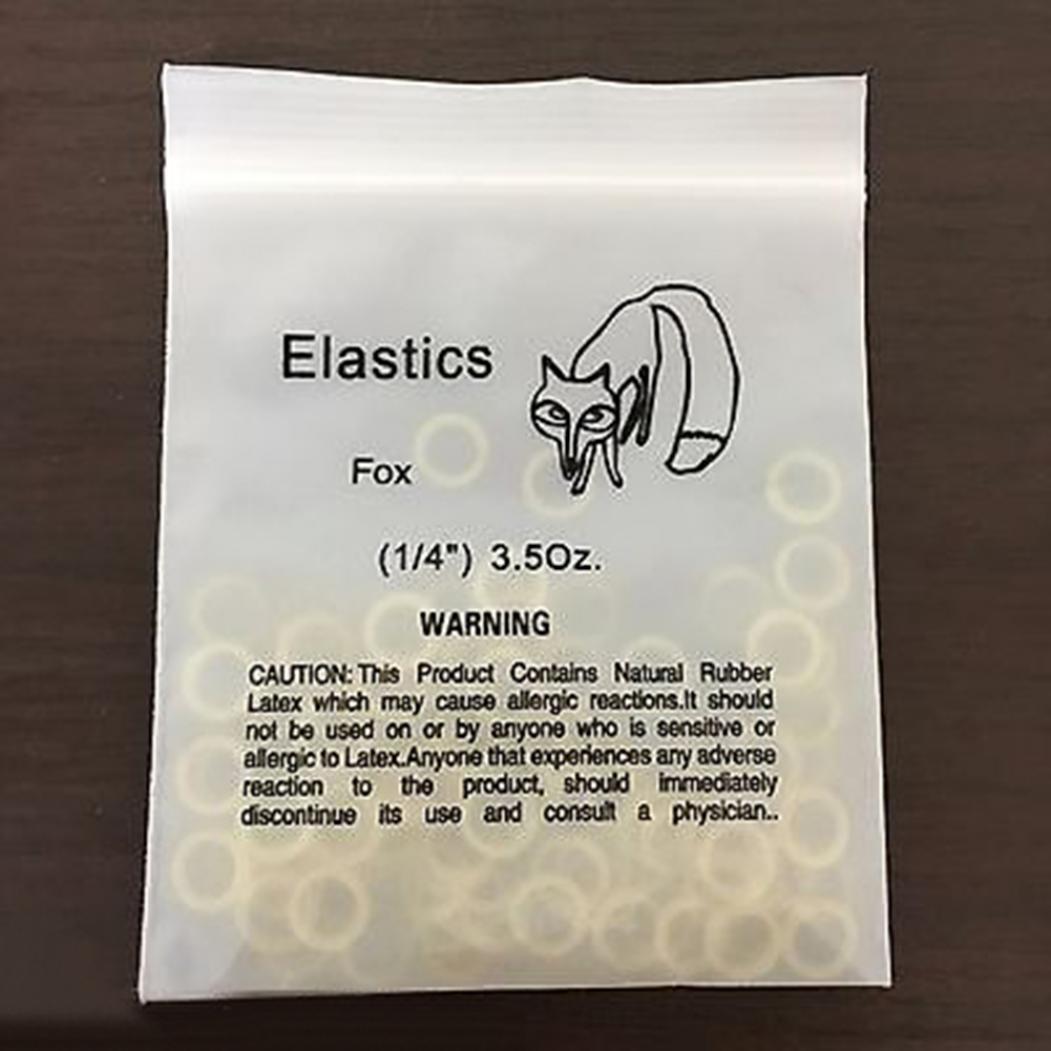 Elastics
Fox
(1/4") 3.5Oz.
WARNING
CAUTION: This Product Contains Natural Rubber
Latex which may cause allergic reactions.It should
not be used on or by anyone who is sensitive or
allergic to Latex.Anyone that experiences any adverse
reaction to the product, should immediately
discontinue its use and consult a physician..